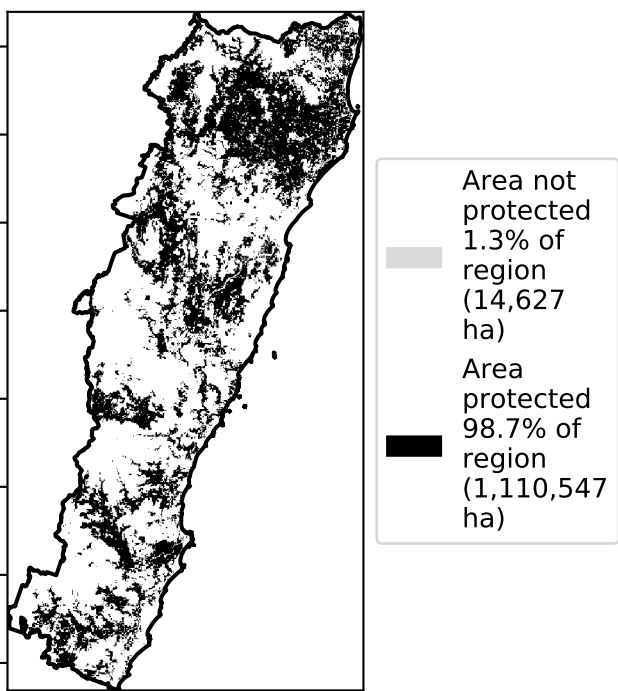 Area not
protected
1.3% of
region
(14,627
ha)
Area
protected
98.7% of
region
(1,110,547
ha)